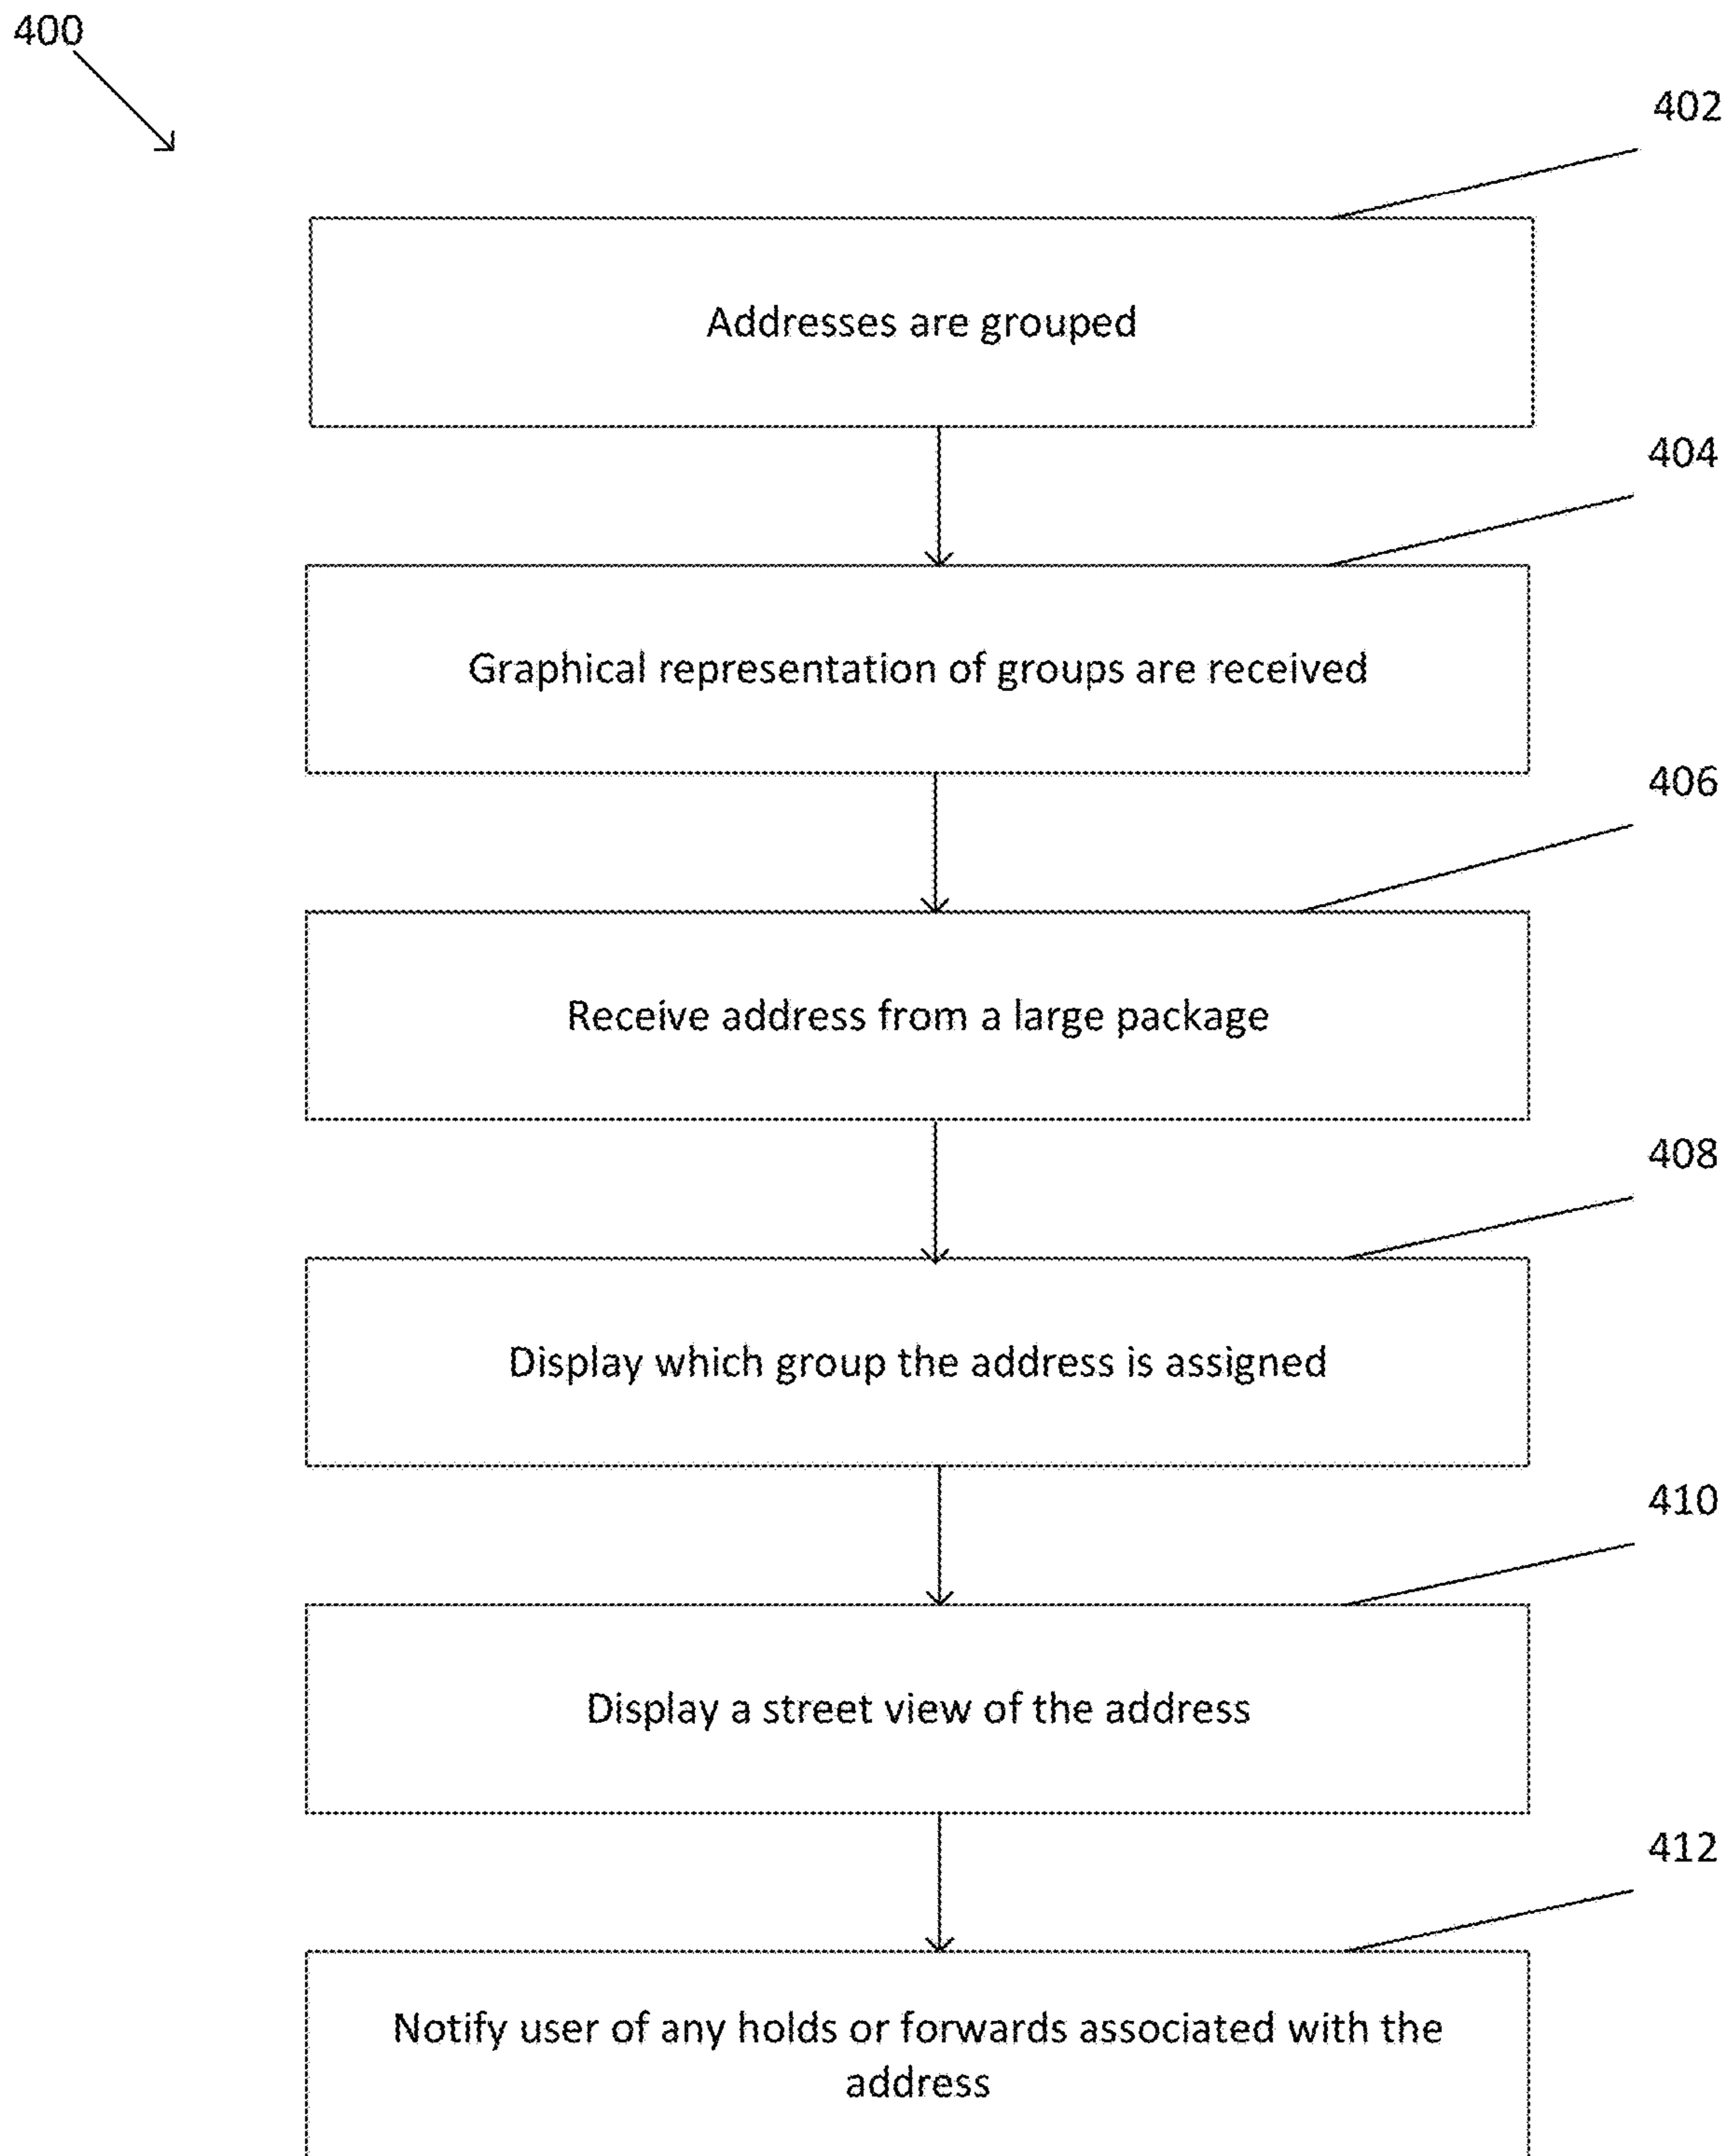 400
402
Addresses are grouped
404
Graphical representation of groups are received
406
Receive address from a large package
408
Display which group the address is assigned
410
Display a street view of the address
412
Notify user of any holds or forwards associated with the
address